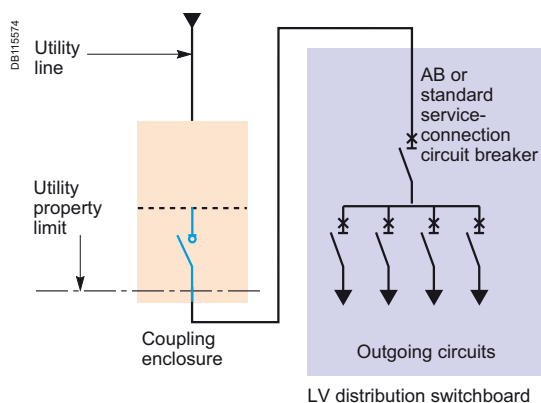 DB115574
Utility
line
Utility
property
limit
Coupling
enclosure
AB or
standard
service-
connection
circuit breaker
Outgoing circuits
LV distribution switchboard